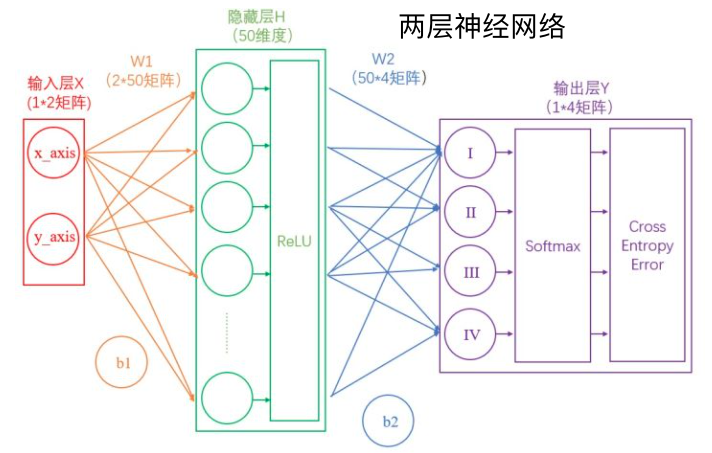 两层神经网络
隐藏层H
（50维度）
W1
（2*50矩阵）
W2
（50*4矩阵）
输入层X
(1*2矩阵)
输出层Y
（1*4矩阵）
x_axis
y_axis
ReLU
I
II
III
IV
Softmax
Cross
Entropy
Error
b1
b2